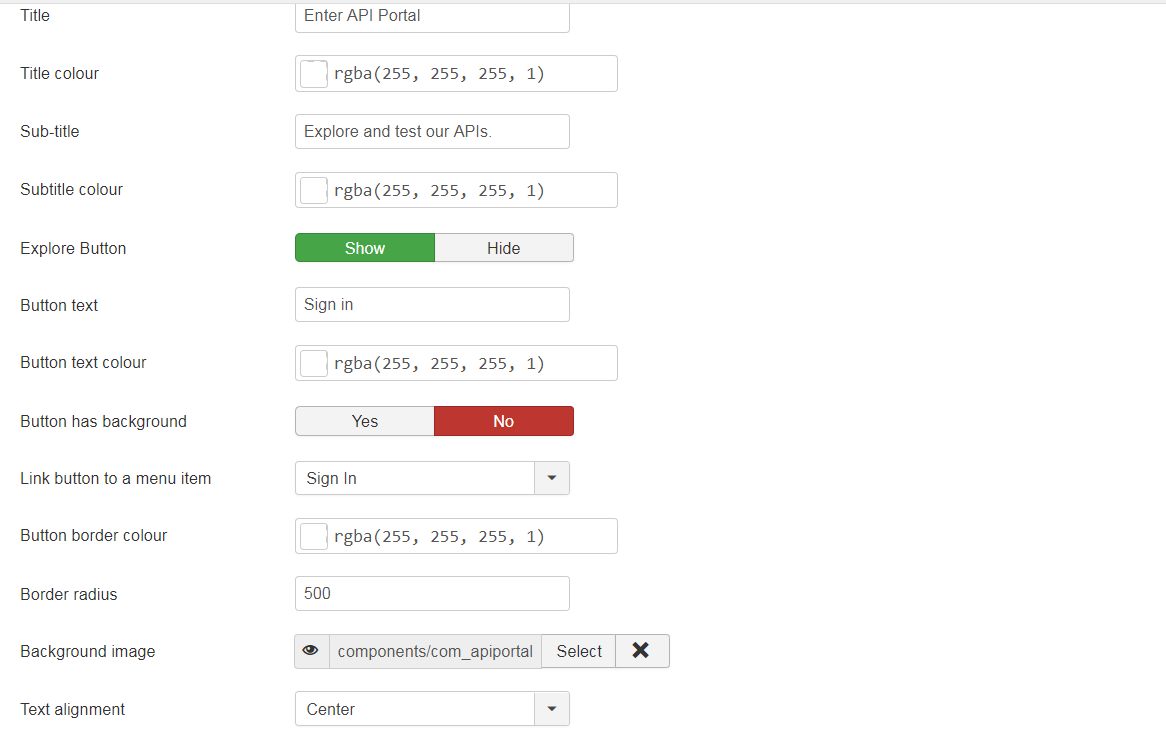 Title Enter API Portal
Title colour rgba(255, 255, 255, 1)
Sub-title Explore and test our APIs.
Subtitle colour rgba(255, 255, 255, 1)
Explore Button Show Hide
Button text Sign in
Button text colour rgba(255, 255, 255, 1)
Button has background Yes No
Link button to a menu item Sign In
Button border colour rgba(255, 255, 255, 1)
Border radius 500
Background image components/com_apiportal Select
Text alignment Center